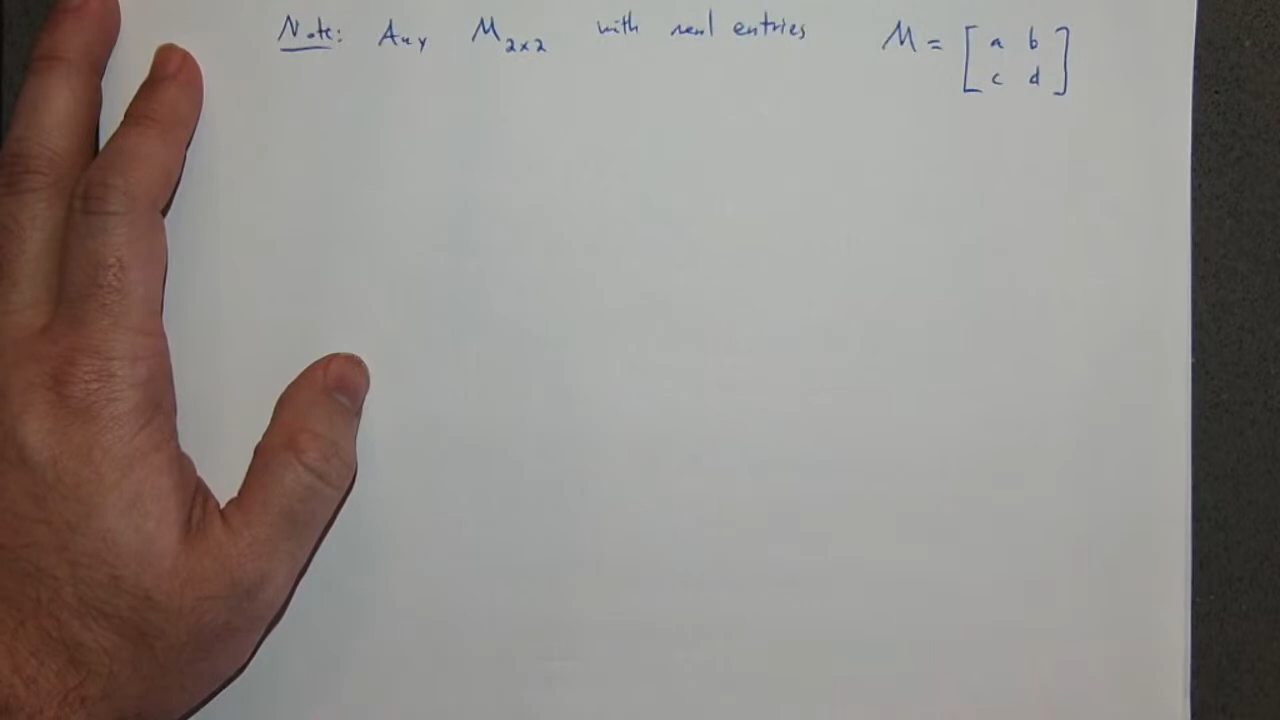 Note: Any M2x2 with real entries M = [ a b
c d ]